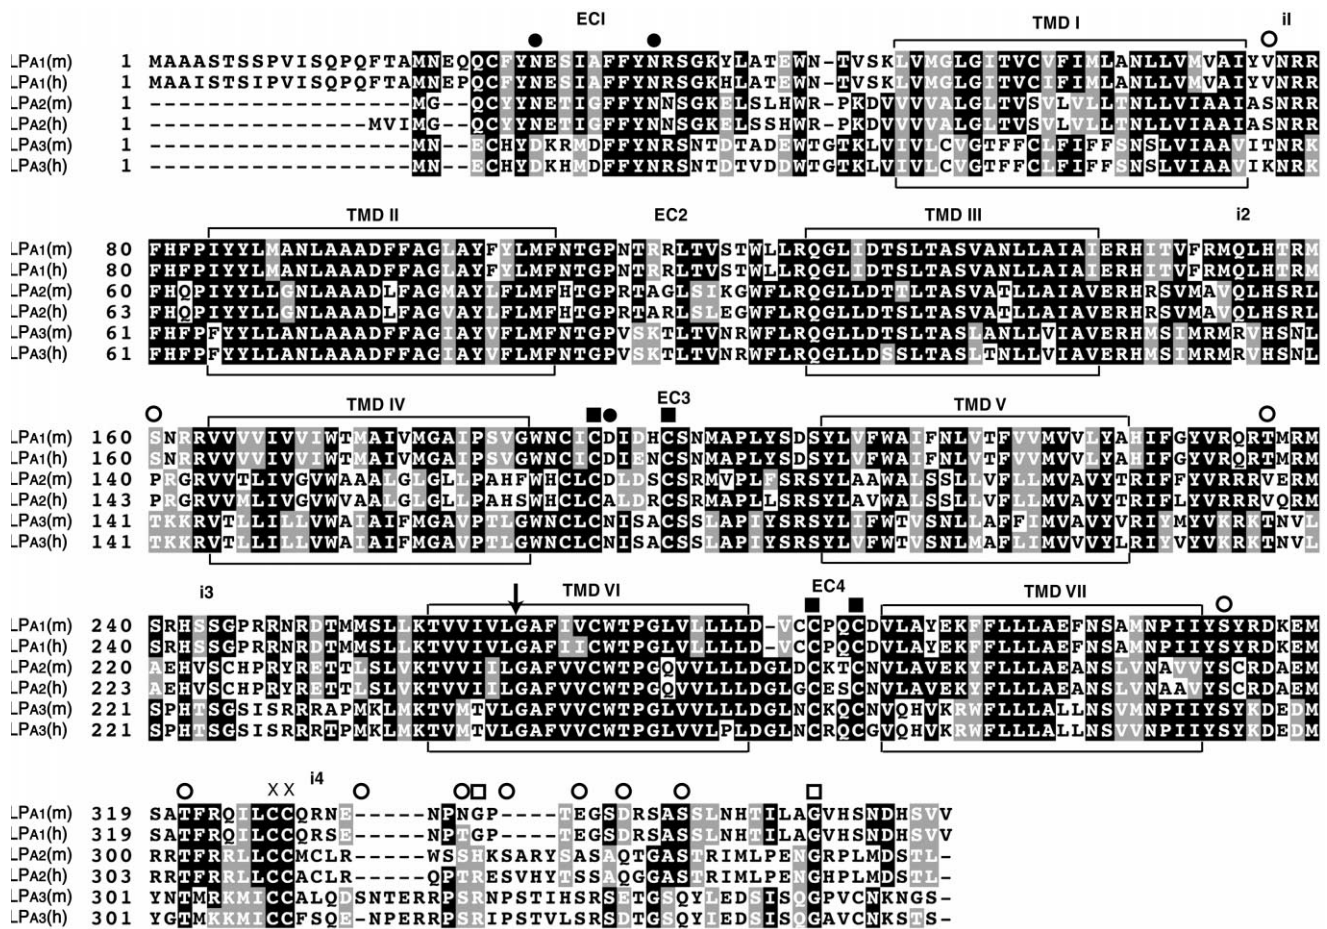 ECI
TMD I
iI
LPA1(m) 1 MAAASTSSPVISQPQFTAMNEQQCFYNESIAFFYNRSGKYLATEWN-TVSKLVMGLGITVCVFIMLANLLVMVAIYVNRR
LPA1(h) 1 MAAISTSIPVISQPQFTAMNEPQCFYNESIAFFYNRSGKHLATEWN-TVSKLVMGLGITVCIFIMLANLLVMVAIYVNRR
LPA2(m) 1 ------------------MG--QCYYNETIGFFYNNSGKELSLHWR-PKDVVVVALGLTVSVLVLLTNLLVIAAIASNRR
LPA2(h) 1 ---------------MVIMG--QCYYNETIGFFYNNSGKELSSHWR-PKDVVVVALGLTVSVLVLLTNLLVIAAIASNRR
LPA3(m) 1 ------------------MN--ECHYDKRMDFFYNRSNTDTADEWTGTKLVIVLCVGTFFCLFIFFSNSLVIAAVITNRK
LPA3(h) 1 ------------------MN--ECHYDKHMDFFYNRSNTDTVDDWTGTKLVIVLCVGTFFCLFIFFSNSLVIAAVIKNRK
TMD II
EC2
TMD III
i2
LPA1(m) 80 FHFPIYYLMANLAAADFFAGLAYFYLMFNTGPNTRRLTVSTWLLRQGLIDTSLTASVANLLAIAIERHITVFRMQLHTRM
LPA1(h) 80 FHFPIYYLMANLAAADFFAGLAYFYLMFNTGPNTRRLTVSTWLLRQGLIDTSLTASVANLLAIAIERHITVFRMQLHTRM
LPA2(m) 60 FHQPIYYLLGNLAAADLFAGMAYLFLMFHTGPRTAGLSIKGWFLRQGLLDTTLTASVATLLAIAVERHRSVMAVQLHSRL
LPA2(h) 63 FHQPIYYLLGNLAAADLFAGVAYLFLMFHTGPRTARLSLEGWFLRQGLLDTSLTASVATLLAIAVERHRSVMAVQLHSRL
LPA3(m) 61 FHFPFYYLLANLAAADFFAGIAYVFLMFNTGPVSKTLTVNRWFLRQGLLDTSLTASLANLLVIAVERHMSIMRMRVHSNL
LPA3(h) 61 FHFPFYYLLANLAAADFFAGIAYVFLMFNTGPVSKTLTVNRWFLRQGLLDSSLTASLTNLLVIAVERHMSIMRMRVHSNL
TMD IV
EC3
TMD V
LPA1(m) 160 SNRRVVVVIVVIWTMAIVMGAIPSVGWNCICDIDHCSNMAPLYSDSYLVFWAIFNLVTFVVMVVLYAHIFGYVRQRTMRM
LPA1(h) 160 SNRRVVVVIVVIWTMAIVMGAIPSVGWNCICDIENCSNMAPLYSDSYLVFWAIFNLVTFVVMVVLYAHIFGYVRQRTMRM
LPA2(m) 140 PRGRVVTLIVGVWAAALGLGLLPAHFWHCLCDLDSCSRMVPLFSRSYLAAWALSSLLVFLLMVAVYTRIFFYVRRRVERM
LPA2(h) 143 PRGRVVMLIVGVWVAALGLGLLPAHSWHCLCALDRCSRMAPLLSRSYLAVWALSSLLVFLLMVAVYTRIFLYVRRRVQRM
LPA3(m) 141 TKKRVTLLILLVWAIAIFMGAVPTLGWNCLCNISACSSLAPIYSRSYLIFWTVSNLLAFFIMVAVYVRIYMYVKRKTNVL
LPA3(h) 141 TKKRVTLLILLVWAIAIFMGAVPTLGWNCLCNISACSSLAPIYSRSYLVFWTVSNLMAFLIMVVVYLRIYVYVKRKTNVL
i3
TMD VI
EC4
TMD VII
LPA1(m) 240 SRHSSGPRRNRDTMMSLLKTVVIVLGAFIVCWTPGLVLLLLD-VCCPQCDVLAYEKFFLLLAEFNSAMNPIIYSYRDKEM
LPA1(h) 240 SRHSSGPRRNRDTMMSLLKTVVIVLGAFIICWTPGLVLLLLD-VCCPQCDVLAYEKFFLLLAEFNSAMNPIIYSYRDKEM
LPA2(m) 220 AEHVSCHPRYRETTLSLVKTVVIILGAFVVCWTPGQVVLLLDGLDCKTCNVLAVEKYFLLLAEANSLVNAVVYSCRDAEM
LPA2(h) 223 AEHVSCHPRYRETTLSLVKTVVIILGAFVVCWTPGQVVLLLDGLGCESCNVLAVEKYFLLLAEANSLVNAAVYSCRDAEM
LPA3(m) 221 SPHTSGSISRRRAPMKLMKTVMTVLGAFVVCWTPGLVVLLLDGLNCKQCNVQHVKRWFLLLALLNSVMNPIIYSYKDEDM
LPA3(h) 221 SPHTSGSISRRRTPMKLMKTVMTVLGAFVVCWTPGLVVLPLDGLNCRQCGVQHVKRWFLLLALLNSVVNPIIYSYKDEDM
X X i4
LPA1(m) 319 SATFRQILCCQRNE-----NPNGP----TEGSDRSASSLNHTILAGVHSNDHSVV
LPA1(h) 319 SATFRQILCCQRSE-----NPTGP----TEGSDRSASSLNHTILAGVHSNDHSVV
LPA2(m) 300 RRTFRRLLCCMCLR-----WSSHKSARYSASAQTGASTRIMLPENGRPLMDSTL-
LPA2(h) 303 RRTFRRLLCCACLR-----QPTRESVHYTSSAQGGASTRIMLPENGHPLMDSTL-
LPA3(m) 301 YNTMRKMICCALQDSNTERRPSRNPSTIHSRSETGSQYLEDSISQGPVCNKNGS-
LPA3(h) 301 YGTMKKMICCFSQE-NPERRPSRIPSTVLSRSDTGSQYIEDSISQGAVCNKSTS-